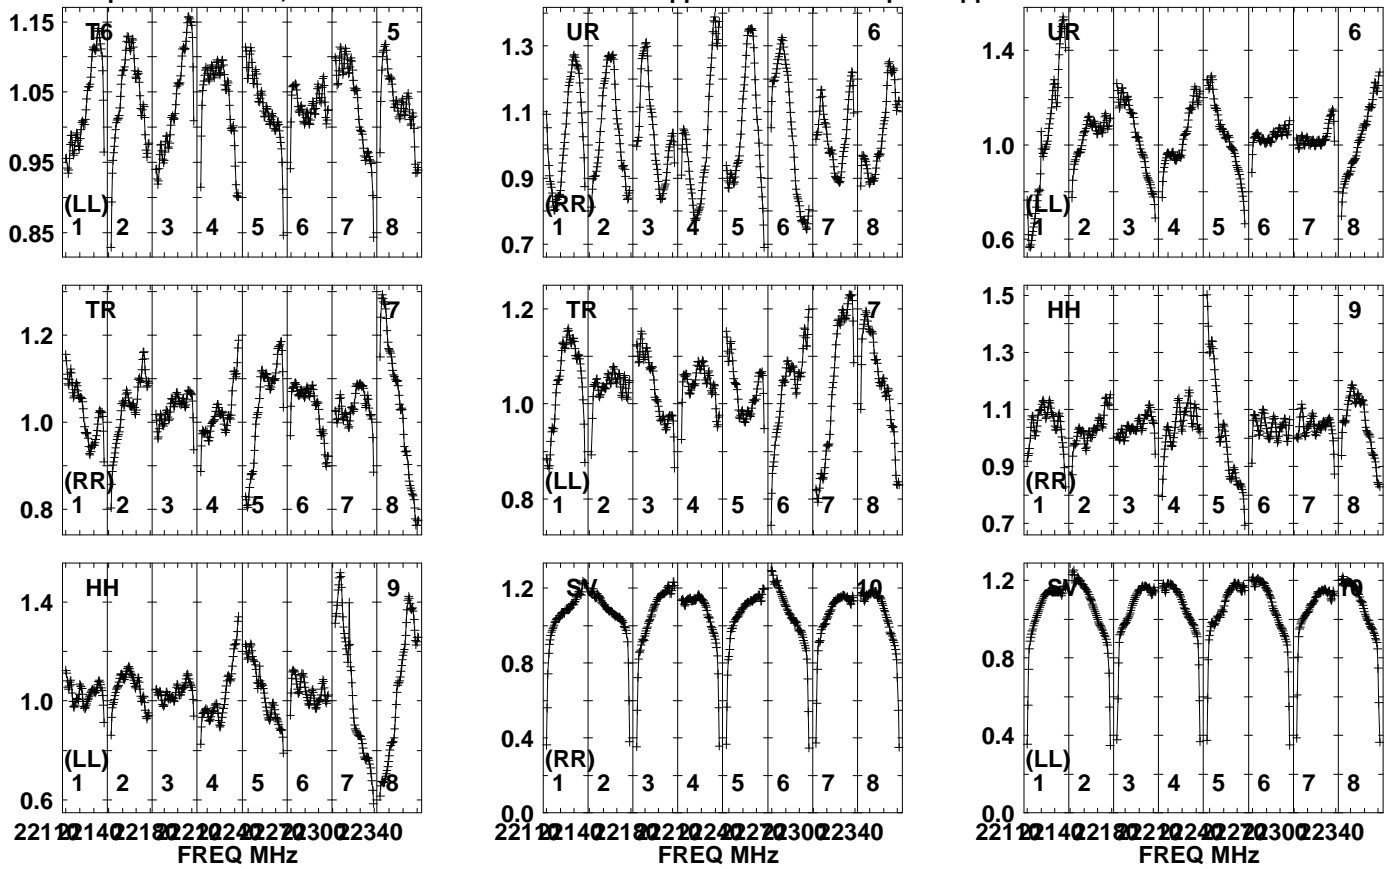 1.15 T6 5
1.05
0.95
(LL)
0.85 1 2 3 4 5 6 7 8
1.3 UR 6
1.1
0.9
(RR)
0.7 1 2 3 4 5 6 7 8
1.4 UR 6
1.0
(LL)
0.6 1 2 3 4 5 6 7 8
TR 7
1.2
1.0
(RR)
0.8 1 2 3 4 5 6 7 8
1.2 TR 7
1.0
(LL)
0.8 1 2 3 4 5 6 7 8
1.5 HH 9
1.3
1.1
0.9 (RR)
0.7 1 2 3 4 5 6 7 8
HH 9
1.4
1.0
(LL)
0.6 1 2 3 4 5 6 7 8
SV 10
1.2
0.8
0.4 (RR)
0.0 1 2 3 4 5 6 7 8
SV 10
1.2
0.8
0.4 (LL)
0.0 1 2 3 4 5 6 7 8
FREQ MHz
FREQ MHz